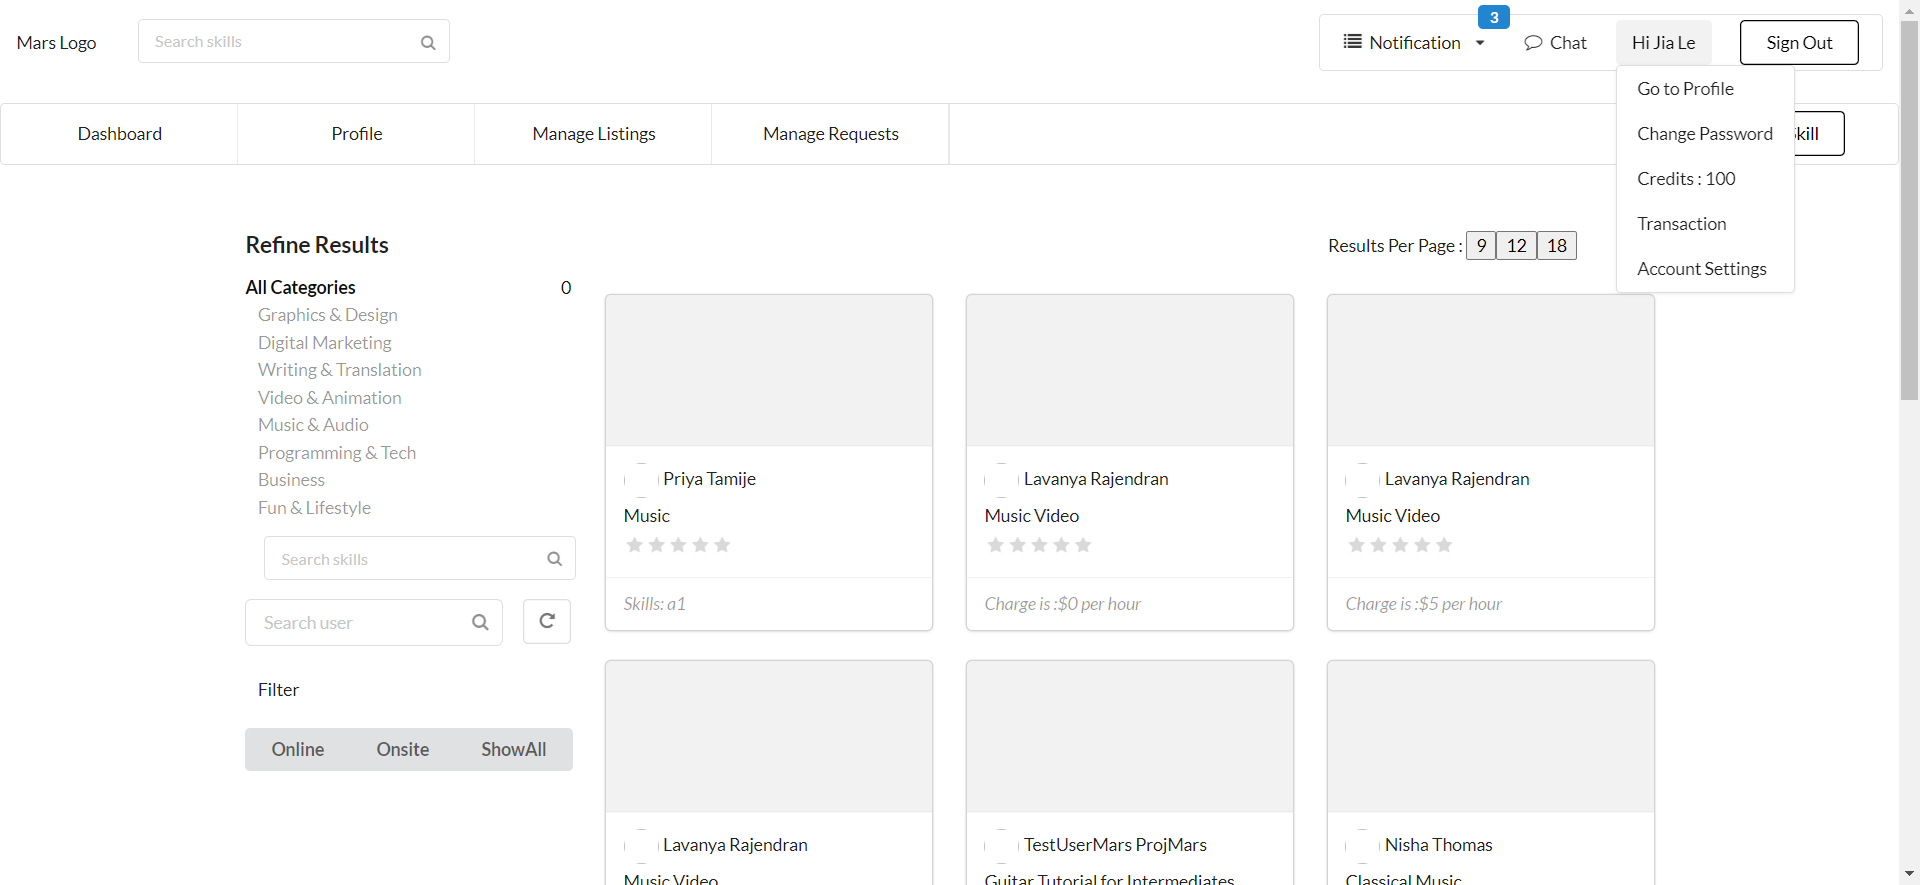 Mars Logo
Search skills
Notification
3
Chat
Hi Jia Le
Sign Out
Go to Profile
Change Password
Credits : 100
Transaction
Account Settings
Dashboard
Profile
Manage Listings
Manage Requests
Skill
Refine Results
Results Per Page : 9 12 18
All Categories 0
Graphics & Design
Digital Marketing
Writing & Translation
Video & Animation
Music & Audio
Programming & Tech
Business
Fun & Lifestyle
Search skills
Search user
Filter
Online Onsite ShowAll
Priya Tamije
Music
Skills: a1
Lavanya Rajendran
Music Video
Charge is :$0 per hour
Lavanya Rajendran
Music Video
Charge is :$5 per hour
Lavanya Rajendran
Music Video
TestUserMars ProjMars
Guitar Tutorial for Intermediates
Nisha Thomas
Classical Music